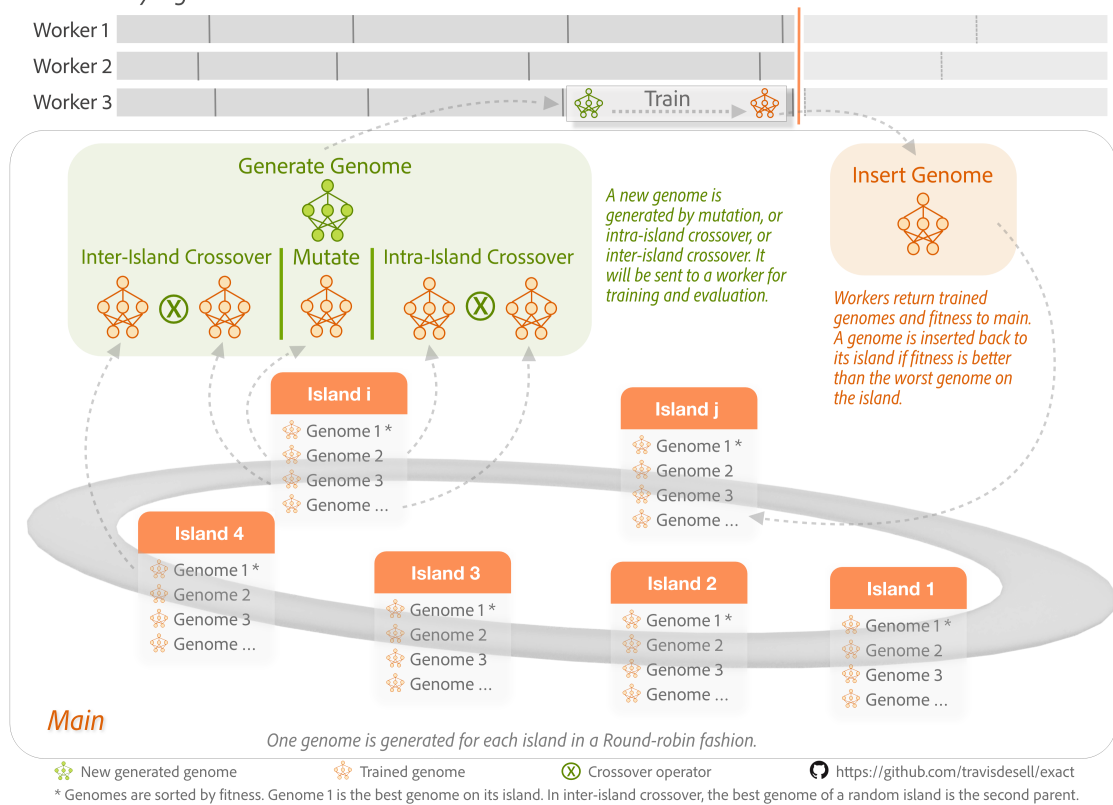 Worker 1
Worker 2
Worker 3
Train
Generate Genome
Inter-Island Crossover
Mutate
Intra-Island Crossover
X
X
A new genome is
generated by mutation, or
intra-island crossover, or
inter-island crossover. It
will be sent to a worker for
training and evaluation.
Insert Genome
Workers return trained
genomes and fitness to main.
A genome is inserted back to
its island if fitness is better
than the worst genome on
the island.
Island i
Genome 1 *
Genome 2
Genome 3
Genome ...
Island j
Genome 1 *
Genome 2
Genome 3
Genome ...
Island 4
Genome 1 *
Genome 2
Genome 3
Genome ...
Island 3
Genome 1 *
Genome 2
Genome 3
Genome ...
Island 2
Genome 1 *
Genome 2
Genome 3
Genome ...
Island 1
Genome 1 *
Genome 2
Genome 3
Genome ...
Main
One genome is generated for each island in a Round-robin fashion.
New generated genome
Trained genome
X Crossover operator
https://github.com/travisdesell/exact
* Genomes are sorted by fitness. Genome 1 is the best genome on its island. In inter-island crossover, the best genome of a random island is the second parent.